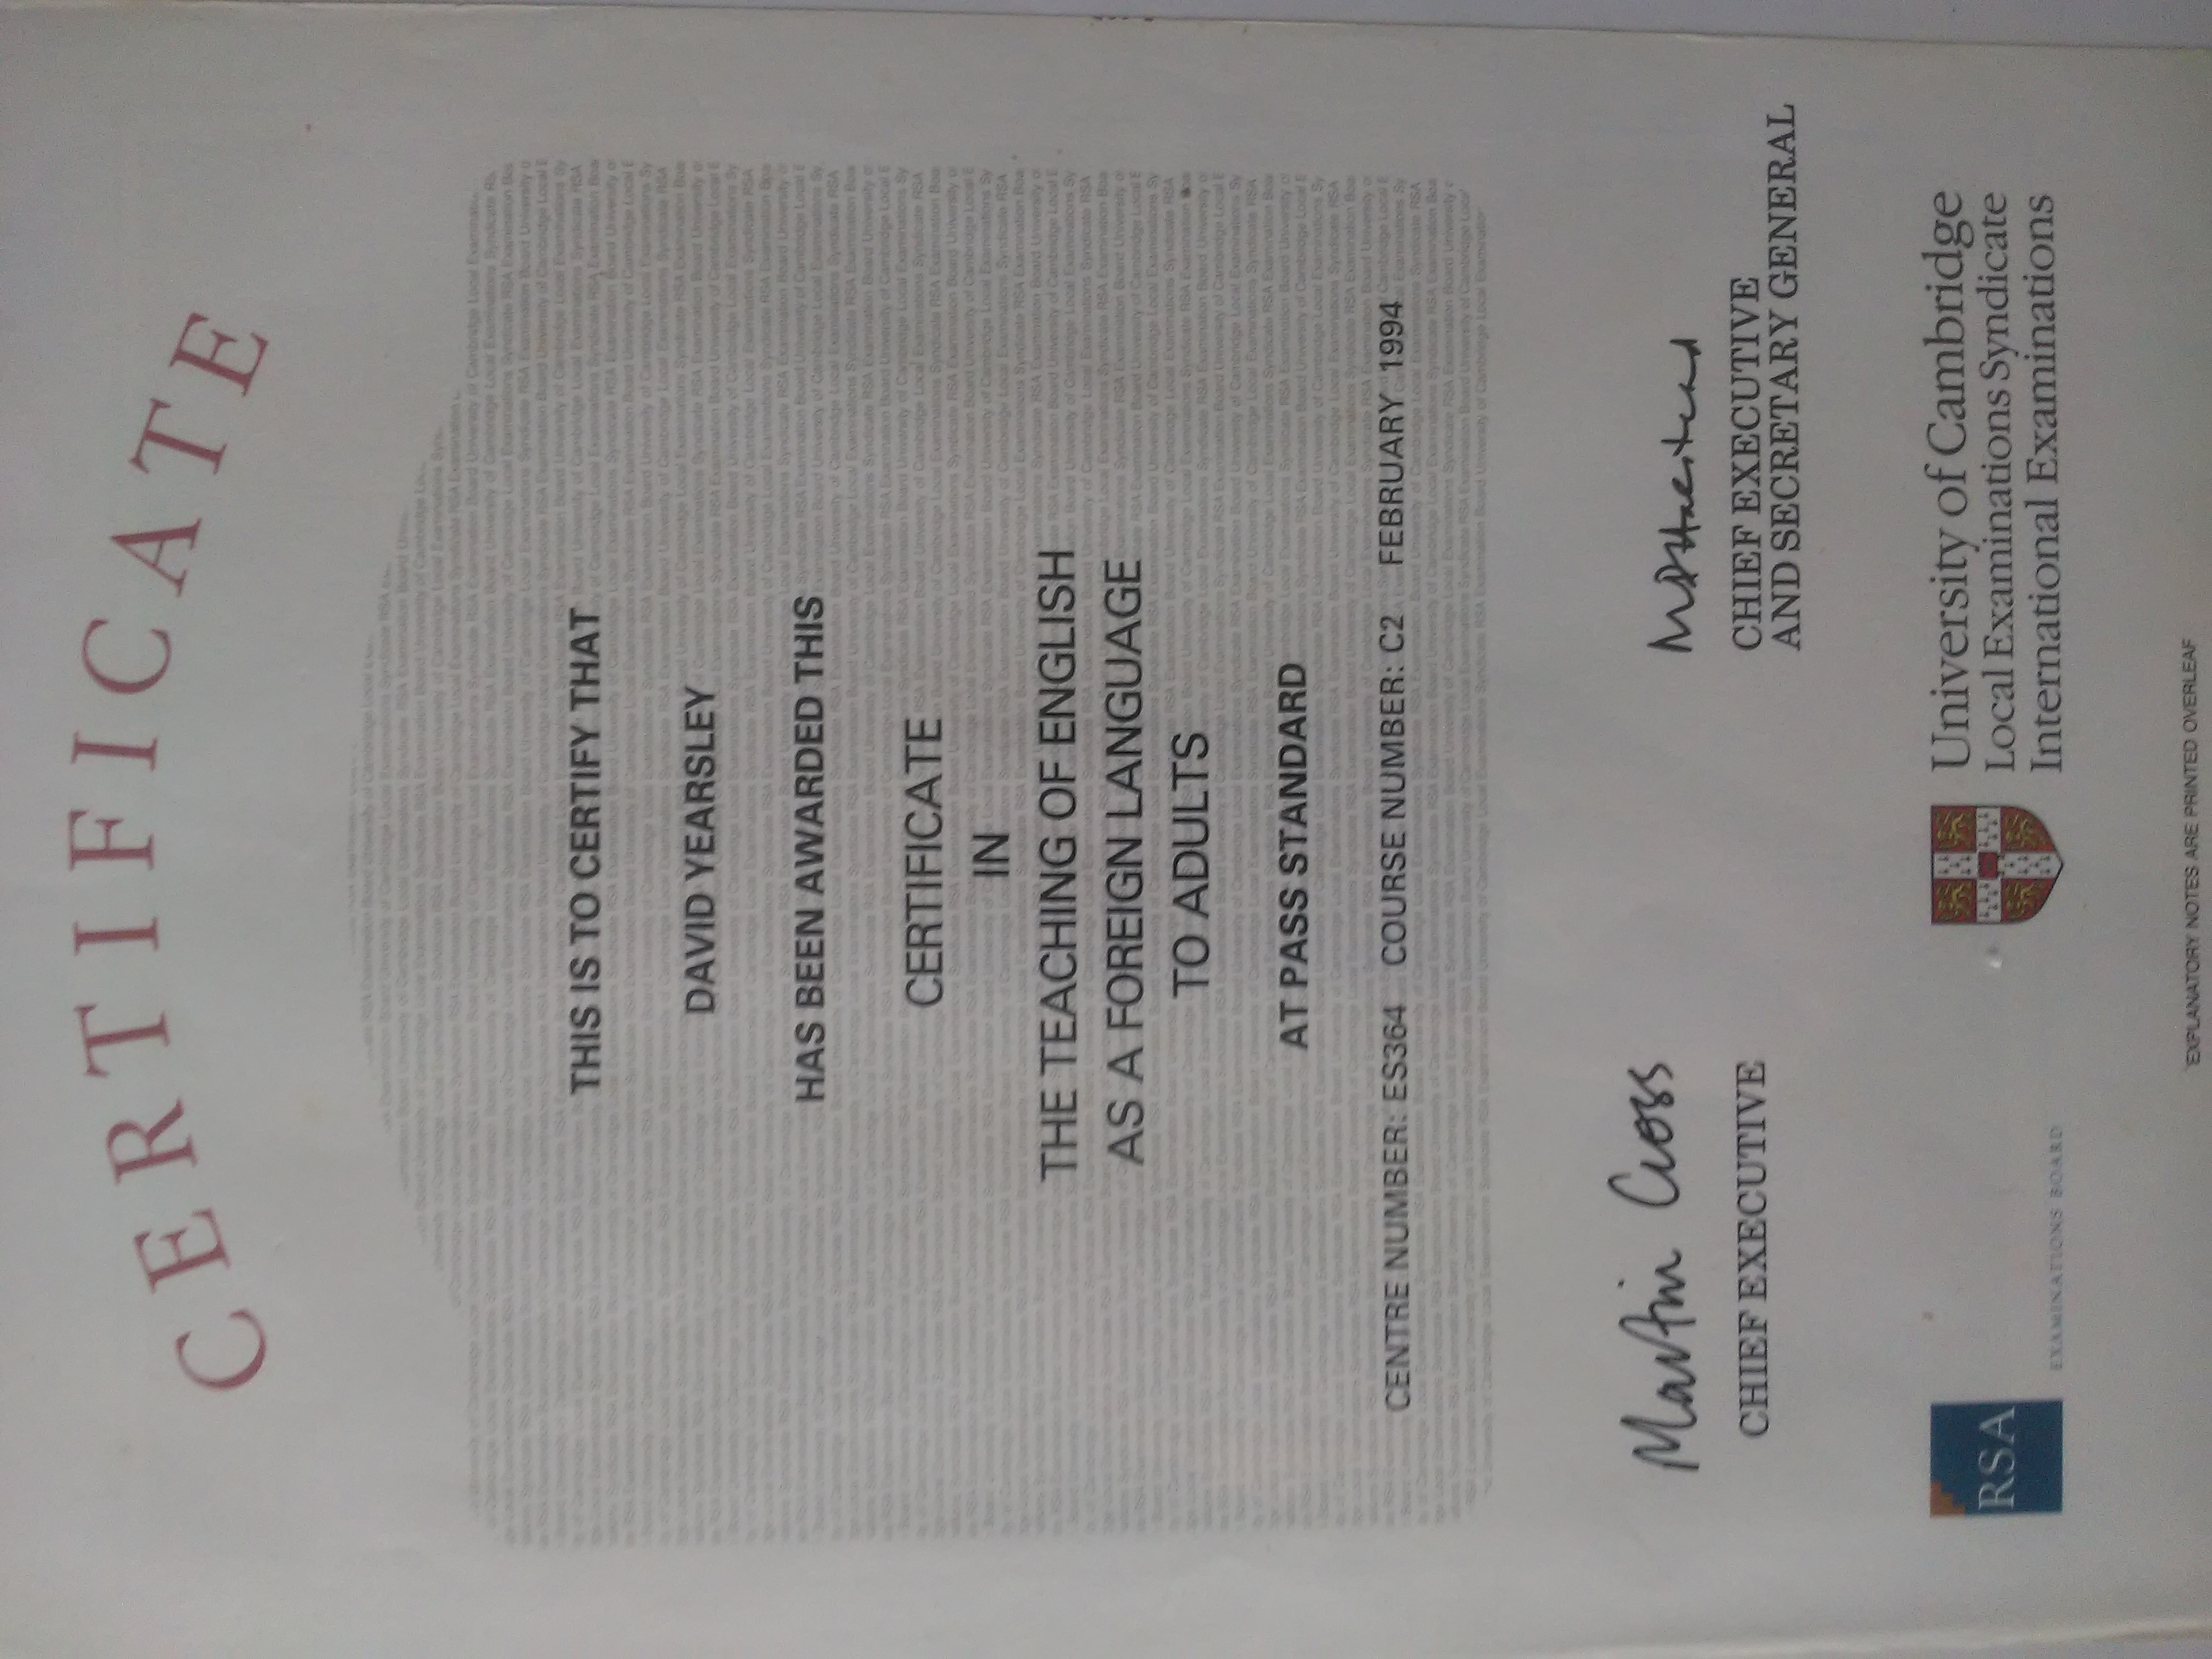 CERTIFICATE
THIS IS TO CERTIFY THAT
DAVID YEARSLEY
HAS BEEN AWARDED THIS
CERTIFICATE
IN
THE TEACHING OF ENGLISH
AS A FOREIGN LANGUAGE
TO ADULTS
AT PASS STANDARD
CENTRE NUMBER: ES364 COURSE NUMBER: C2 FEBRUARY 1994
Martin Cross
CHIEF EXECUTIVE
CHIEF EXECUTIVE
AND SECRETARY GENERAL
RSA
EXAMINATIONS BOARD
University of Cambridge
Local Examinations Syndicate
International Examinations
EXPLANATORY NOTES ARE PRINTED OVERLEAF